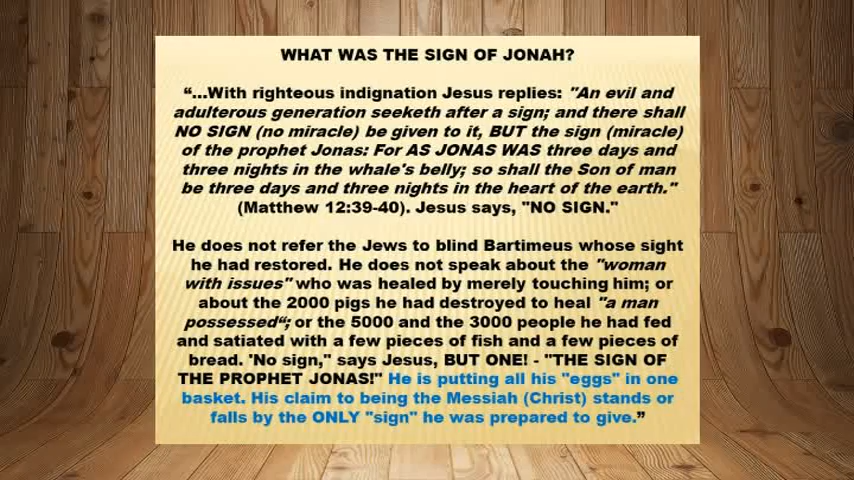 WHAT WAS THE SIGN OF JONAH?
“...With righteous indignation Jesus replies: "An evil and
adulterous generation seeketh after a sign; and there shall
NO SIGN (no miracle) be given to it, BUT the sign (miracle)
of the prophet Jonas: For AS JONAS WAS three days and
three nights in the whale's belly; so shall the Son of man
be three days and three nights in the heart of the earth."
(Matthew 12:39-40). Jesus says, "NO SIGN."
He does not refer the Jews to blind Bartimeus whose sight
he had restored. He does not speak about the "woman
with issues" who was healed by merely touching him; or
about the 2000 pigs he had destroyed to heal "a man
possessed“; or the 5000 and the 3000 people he had fed
and satiated with a few pieces of fish and a few pieces of
bread. 'No sign," says Jesus, BUT ONE! - "THE SIGN OF
THE PROPHET JONAS!" He is putting all his "eggs" in one
basket. His claim to being the Messiah (Christ) stands or
falls by the ONLY "sign" he was prepared to give.”